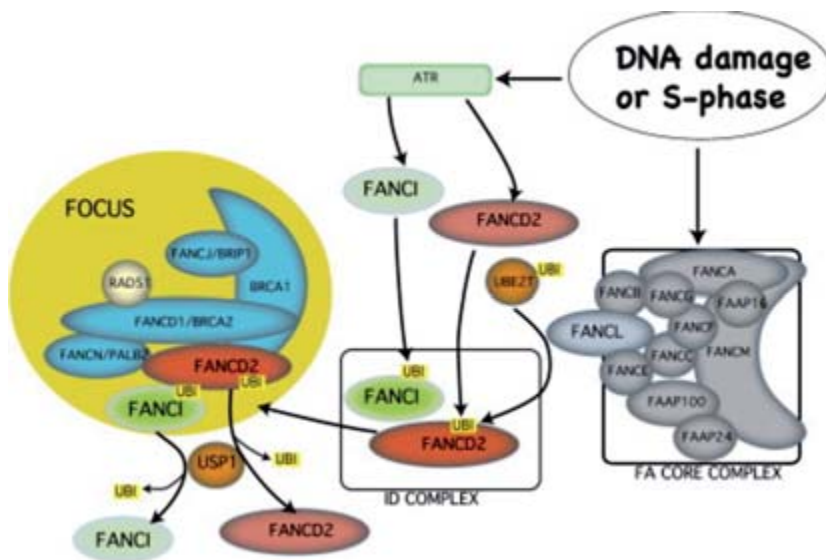 DNA damage
or S-phase
ATR
FANCI
FANCD2
UBE2T
UBI
FOCUS
FANCJ/BRIP1
BRCA1
RAD51
FANCD1/BRCA2
FANCN/PALB2
FANCD2
UBI
UBI
FANCI
USP1
UBI
UBI
FANCI
FANCD2
UBI
FANCI
UBI
FANCD2
ID COMPLEX
FANCA
FANCB
FANCG
FAAP16
FANCL
FANCF
FANCE
FANCC
FANCM
FAAP100
FAAP24
FA CORE COMPLEX